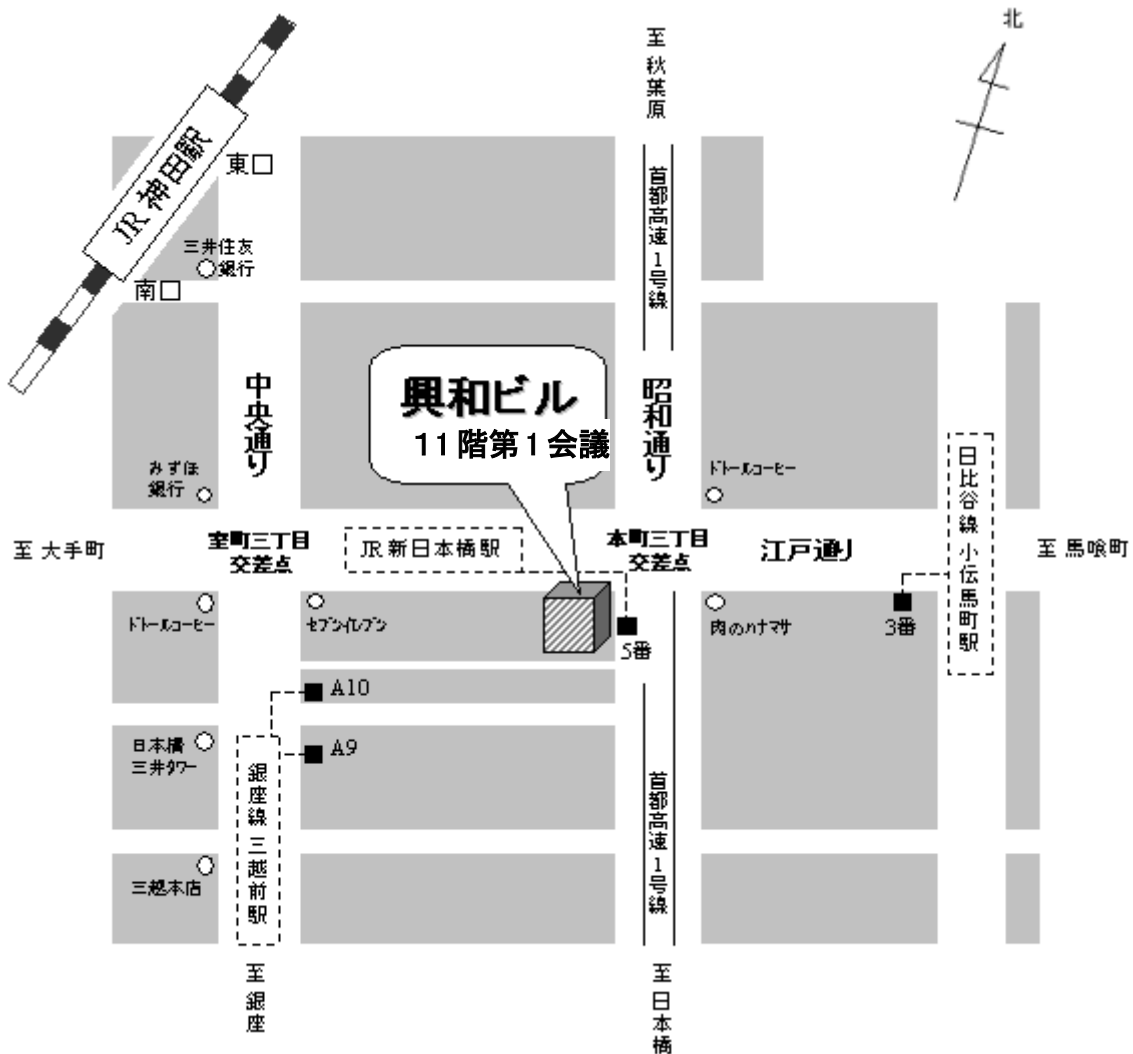 北
至秋葉原
JR 神田駅
東口
三井住友
銀行
南口
首都高速1号線
中央通り
興和ビル
11階第1会議
昭和通り
みずほ
銀行
ドトールコーヒー
日比谷線 小伝馬町駅
至 大手町
室町三丁目
交差点
JR 新日本橋駅
本町三丁目
交差点
江戸通り
至 馬喰町
ドトールコーヒー
セブンイレブン
5番
肉のハナマサ
3番
A10
A9
日本橋
三井タワー
銀座線 三越前駅
首都高速1号線
三越本店
至銀座
至日本橋